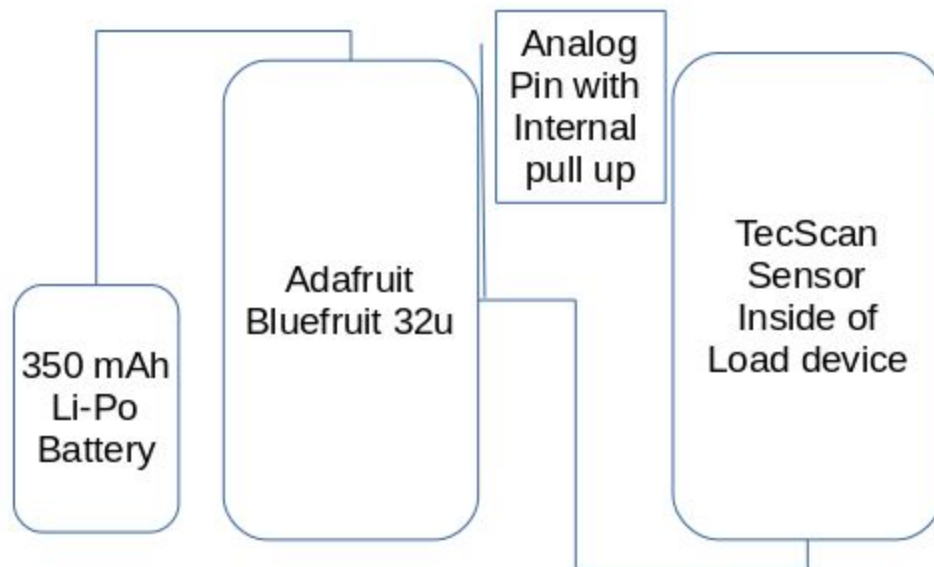 350 mAh
Li-Po
Battery
Adafruit
Bluefruit 32u
Analog
Pin with
Internal
pull up
TecScan
Sensor
Inside of
Load device